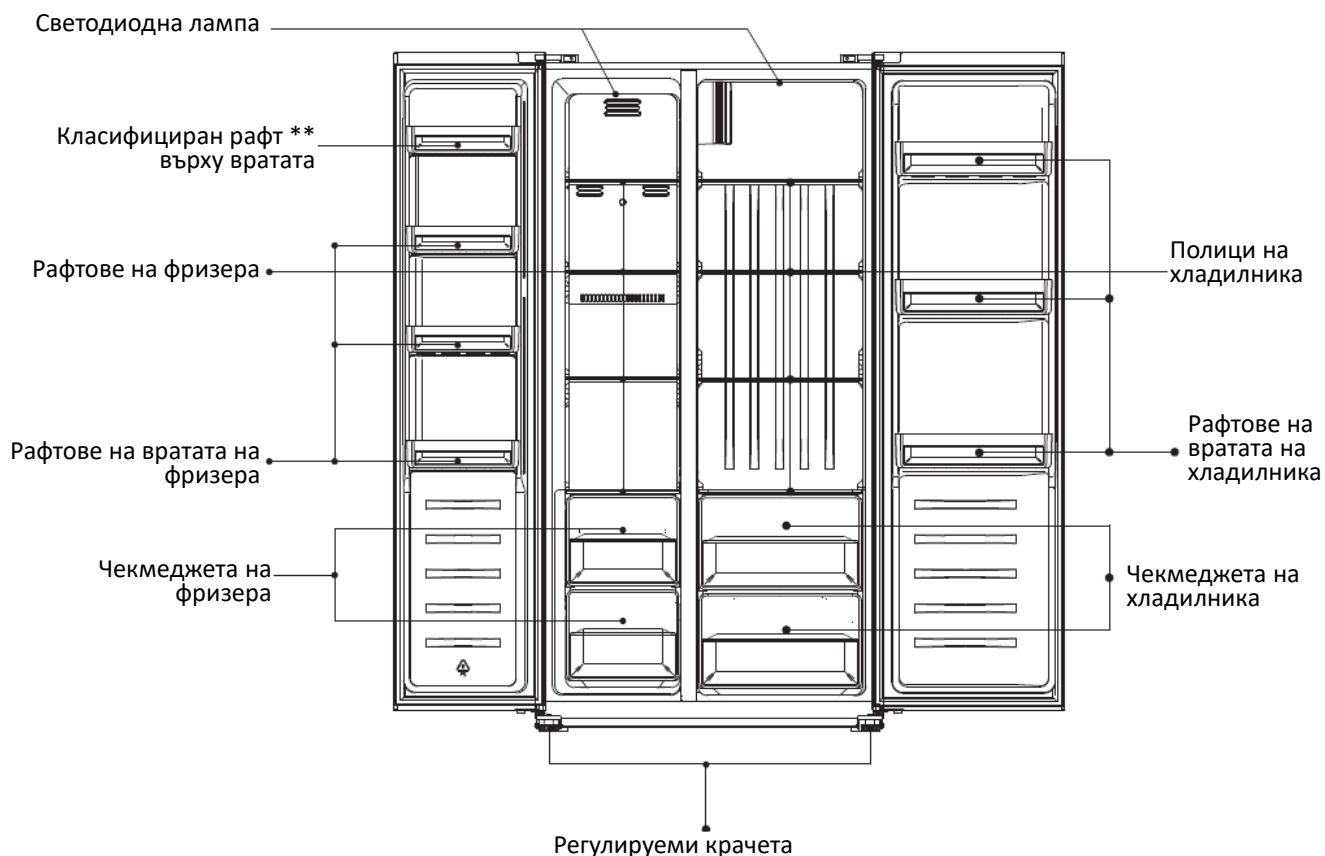 Светодиодна лампа
Класифициран рафт **
върху вратата
Рафтове на фризера
Рафтове на вратата на
фризера
Чекмеджета на
фризера
Полици на
хладилника
Рафтове на
вратата на
хладилника
Чекмеджета на
хладилника
Регулируеми крачета